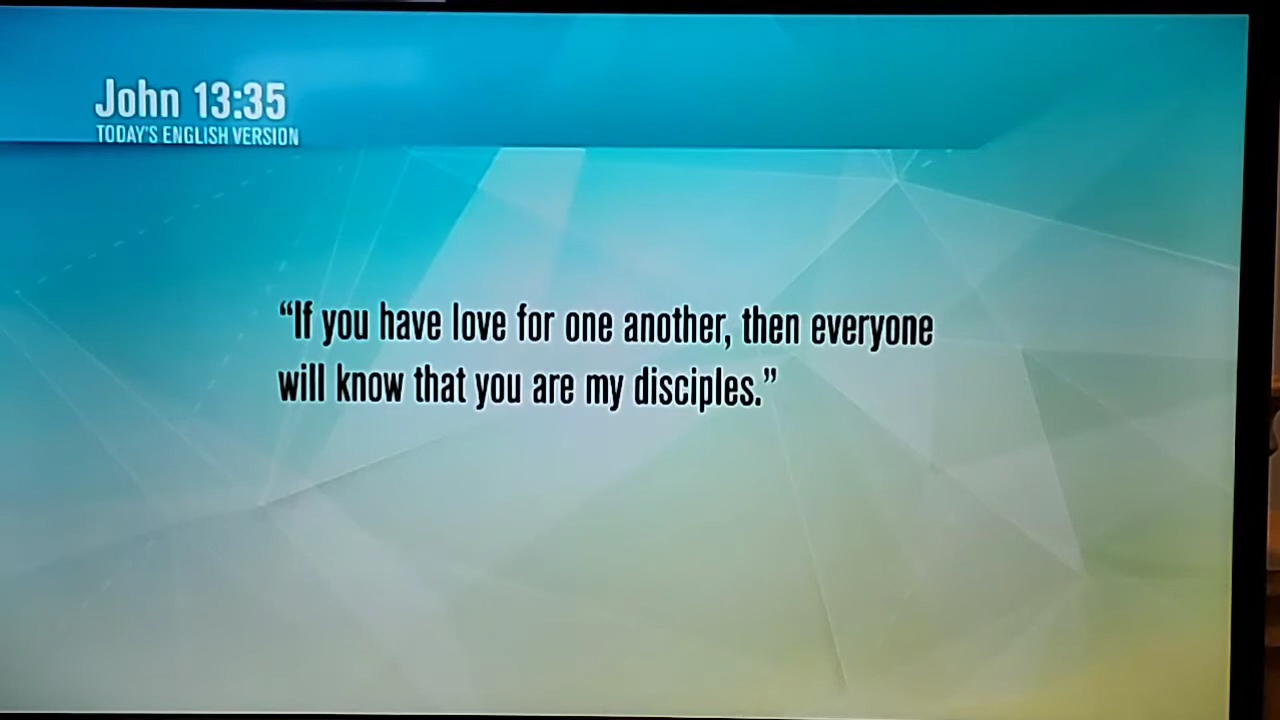 John 13:35
TODAY'S ENGLISH VERSION
“If you have love for one another, then everyone
will know that you are my disciples.”